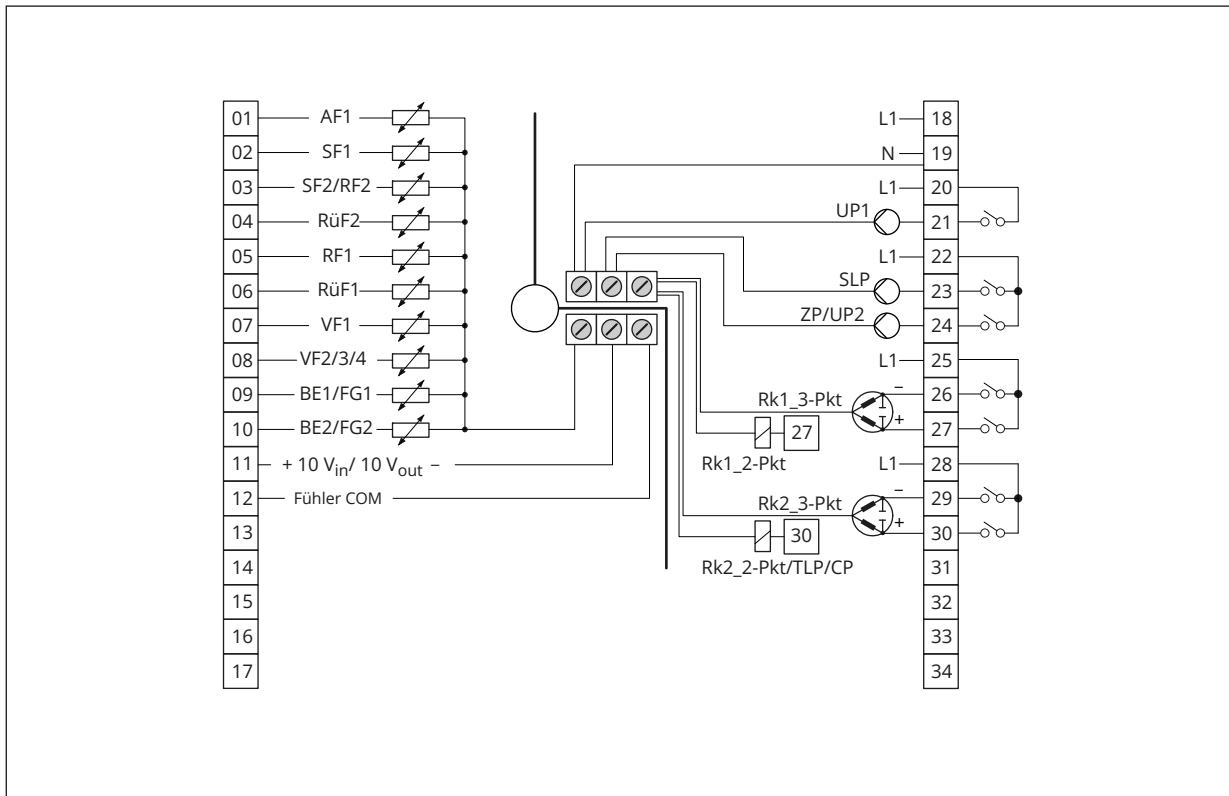 01 AF1
02 SF1
03 SF2/RF2
04 RüF2
05 RF1
06 RüF1
07 VF1
08 VF2/3/4
09 BE1/FG1
10 BE2/FG2
11 + 10 Vin/ 10 Vout −
12 Fühler COM
13
14
15
16
17
L1 18
N 19
L1 20
UP1 21
L1 22
SLP 23
ZP/UP2 24
L1 25
Rk1_3-Pkt − 26
+ 27
27
Rk1_2-Pkt
L1 28
Rk2_3-Pkt − 29
+ 30
30
Rk2_2-Pkt/TLP/CP
31
32
33
34